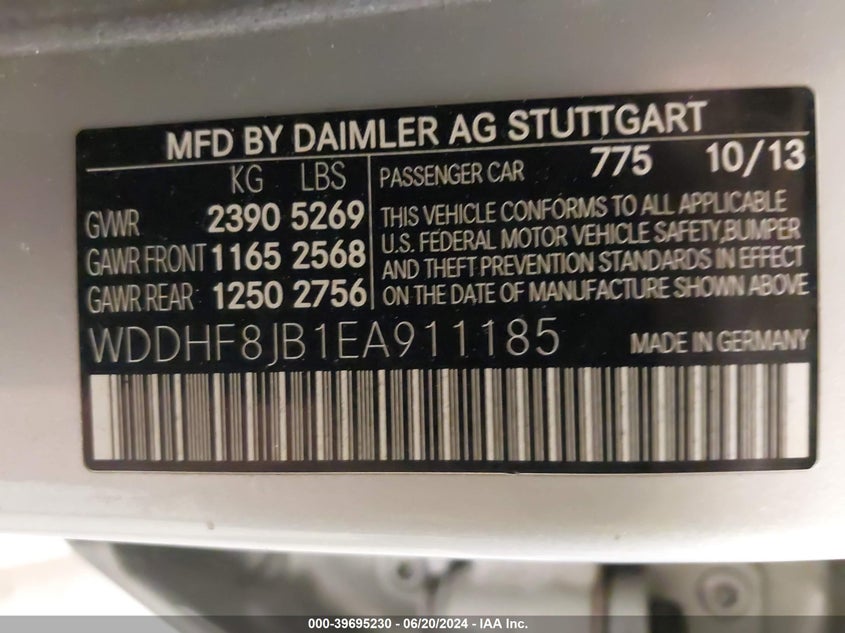 MFD BY DAIMLER AG STUTTGART
KG LBS
GVWR 2390 5269
GAWR FRONT 1165 2568
GAWR REAR 1250 2756
PASSENGER CAR 775 10/13
THIS VEHICLE CONFORMS TO ALL APPLICABLE
U.S. FEDERAL MOTOR VEHICLE SAFETY,BUMPER
AND THEFT PREVENTION STANDARDS IN EFFECT
ON THE DATE OF MANUFACTURE SHOWN ABOVE
WDDHF8JB1EA911185 MADE IN GERMANY
000-39695230 - 06/20/2024 - IAA Inc.